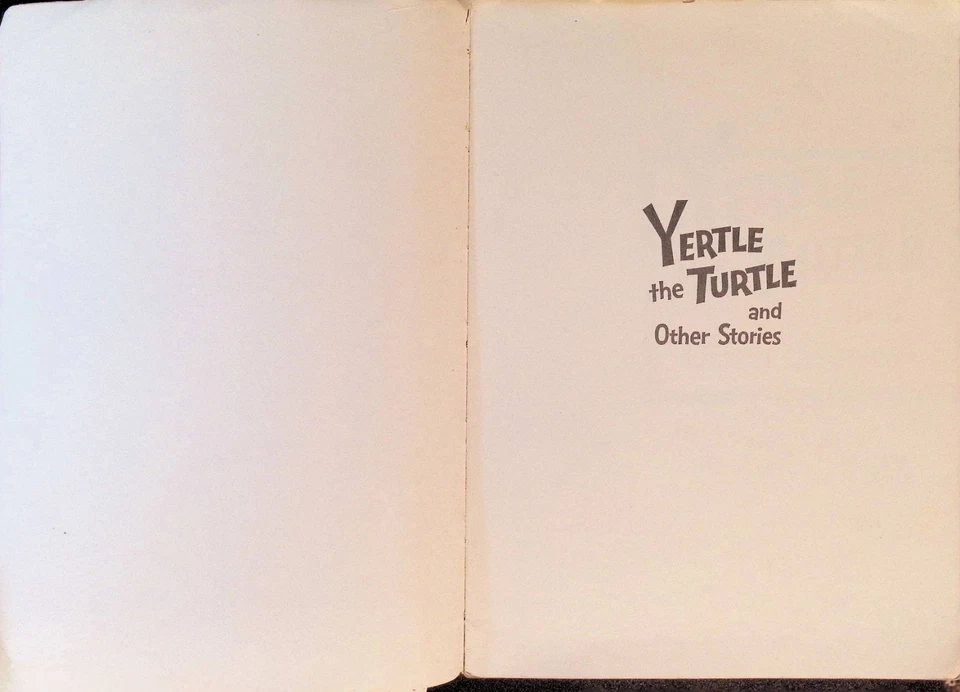 YERTLE
the TURTLE
and
Other Stories